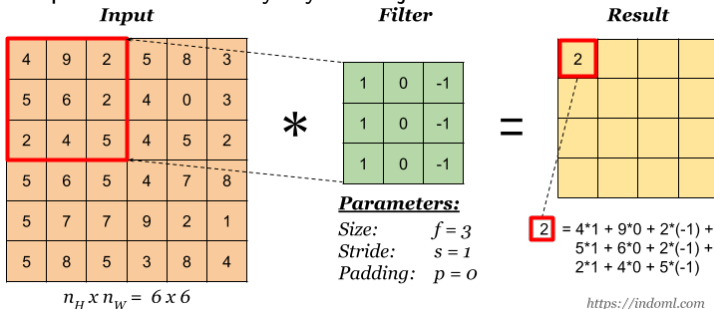 Input
Filter
Result
4 9 2 5 8 3
5 6 2 4 0 3
2 4 5 4 5 2
5 6 5 4 7 8
5 7 7 9 2 1
5 8 5 3 8 4
n_H x n_W = 6 x 6
*
1 0 -1
1 0 -1
1 0 -1
Parameters:
Size: f = 3
Stride: s = 1
Padding: p = 0
=
2
2 = 4*1 + 9*0 + 2*(-1) +
5*1 + 6*0 + 2*(-1) +
2*1 + 4*0 + 5*(-1)
https://indoml.com